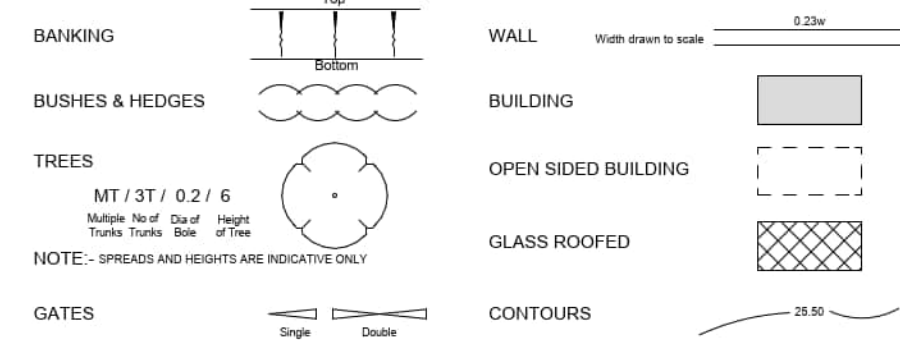 Top
BANKING
Bottom
BUSHES & HEDGES
TREES
MT / 3T / 0.2 / 6
Multiple Trunks No of Trunks Dia of Bole Height of Tree
NOTE:- SPREADS AND HEIGHTS ARE INDICATIVE ONLY
GATES
Single Double
WALL
Width drawn to scale
0.23w
BUILDING
OPEN SIDED BUILDING
GLASS ROOFED
CONTOURS
25.50